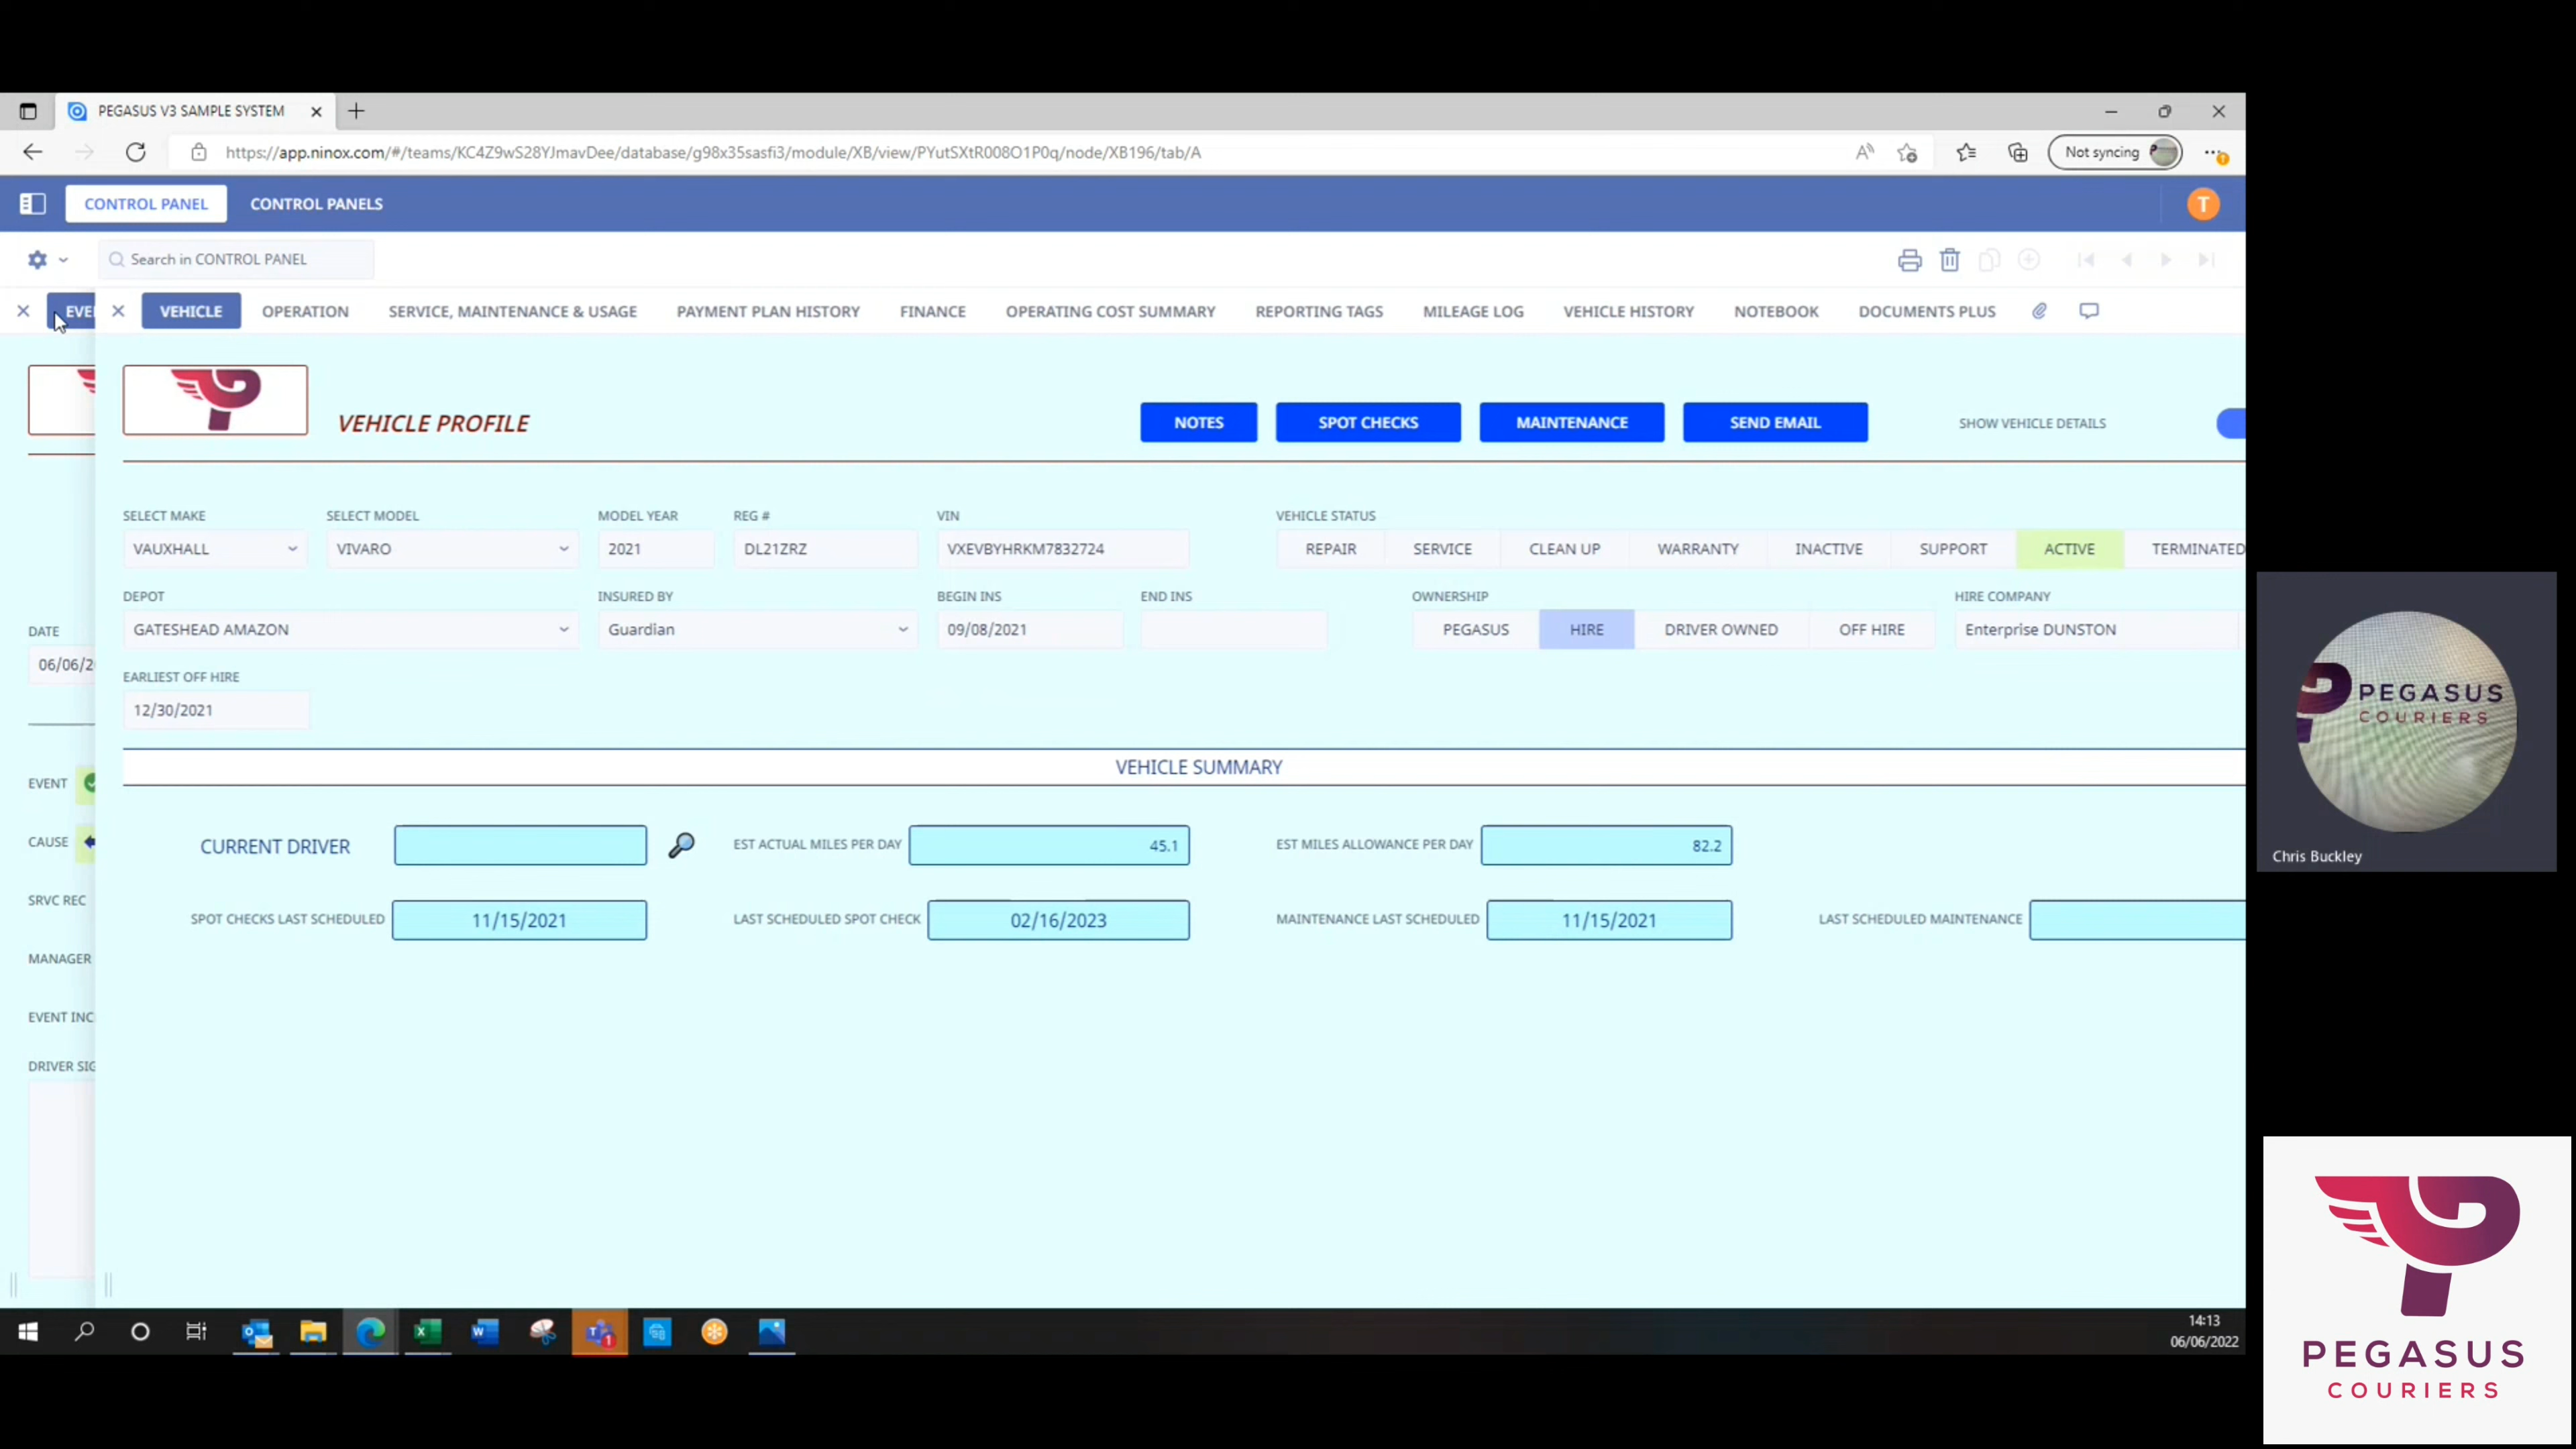 PEGASUS V3 SAMPLE SYSTEM
https://app.ninox.com/#/teams/KC4Z9wS28YJmavDee/database/g98x35sasfi3/module/XB/view/PYutSXtR008O1P0q/node/XB196/tab/A
Not syncing
CONTROL PANEL CONTROL PANELS
T
Search in CONTROL PANEL
VEHICLE OPERATION SERVICE, MAINTENANCE & USAGE PAYMENT PLAN HISTORY FINANCE OPERATING COST SUMMARY REPORTING TAGS MILEAGE LOG VEHICLE HISTORY NOTEBOOK DOCUMENTS PLUS
VEHICLE PROFILE
NOTES SPOT CHECKS MAINTENANCE SEND EMAIL SHOW VEHICLE DETAILS
SELECT MAKE SELECT MODEL MODEL YEAR REG # VIN VEHICLE STATUS
VAUXHALL VIVARO 2021 DL21ZRZ VXEVBYHRKM7832724 REPAIR SERVICE CLEAN UP WARRANTY INACTIVE SUPPORT ACTIVE TERMINATED
DEPOT INSURED BY BEGIN INS END INS OWNERSHIP HIRE COMPANY
GATESHEAD AMAZON Guardian 09/08/2021 PEGASUS HIRE DRIVER OWNED OFF HIRE Enterprise DUNSTON
EARLIEST OFF HIRE
12/30/2021
VEHICLE SUMMARY
CURRENT DRIVER EST ACTUAL MILES PER DAY 45.1 EST MILES ALLOWANCE PER DAY 82.2
SPOT CHECKS LAST SCHEDULED 11/15/2021 LAST SCHEDULED SPOT CHECK 02/16/2023 MAINTENANCE LAST SCHEDULED 11/15/2021 LAST SCHEDULED MAINTENANCE
DATE
06/06/2
EVENT
CAUSE
SRVC REC
MANAGER
EVENT INC
DRIVER SIG
14:13
06/06/2022
PEGASUS
COURIERS
Chris Buckley
PEGASUS
COURIERS